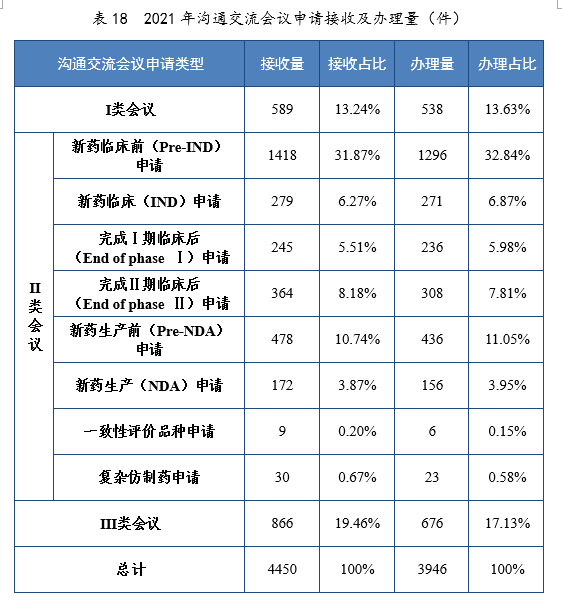 表 18 2021 年沟通交流会议申请接收及办理量（件）
沟通交流会议申请类型 接收量 接收占比 办理量 办理占比
I类会议 589 13.24% 538 13.63%
II类会议
新药临床前（Pre-IND）
申请 1418 31.87% 1296 32.84%
新药临床（IND）申请 279 6.27% 271 6.87%
完成Ⅰ期临床后
（End of phase Ⅰ）申请 245 5.51% 236 5.98%
完成Ⅱ期临床后
（End of phase Ⅱ）申请 364 8.18% 308 7.81%
新药生产前（Pre-NDA）
申请 478 10.74% 436 11.05%
新药生产（NDA）申请 172 3.87% 156 3.95%
一致性评价品种申请 9 0.20% 6 0.15%
复杂仿制药申请 30 0.67% 23 0.58%
III类会议 866 19.46% 676 17.13%
总计 4450 100% 3946 100%